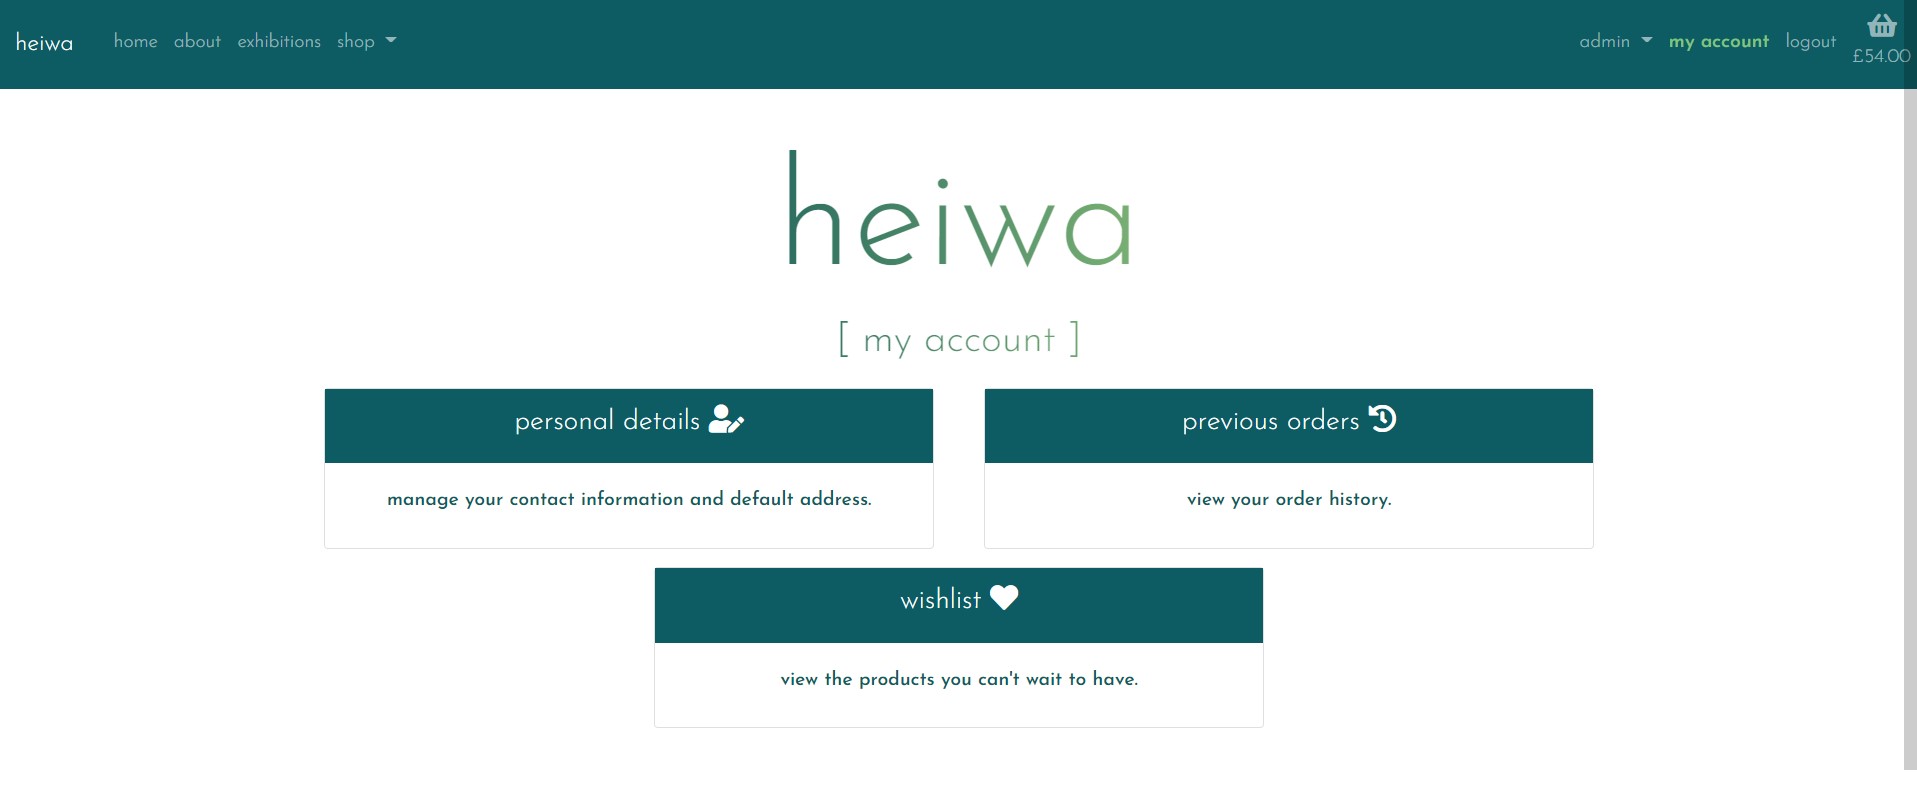 heiwa home about exhibitions shop admin my account logout £54.00
heiwa
[ my account ]
personal details
manage your contact information and default address.
previous orders
view your order history.
wishlist
view the products you can't wait to have.